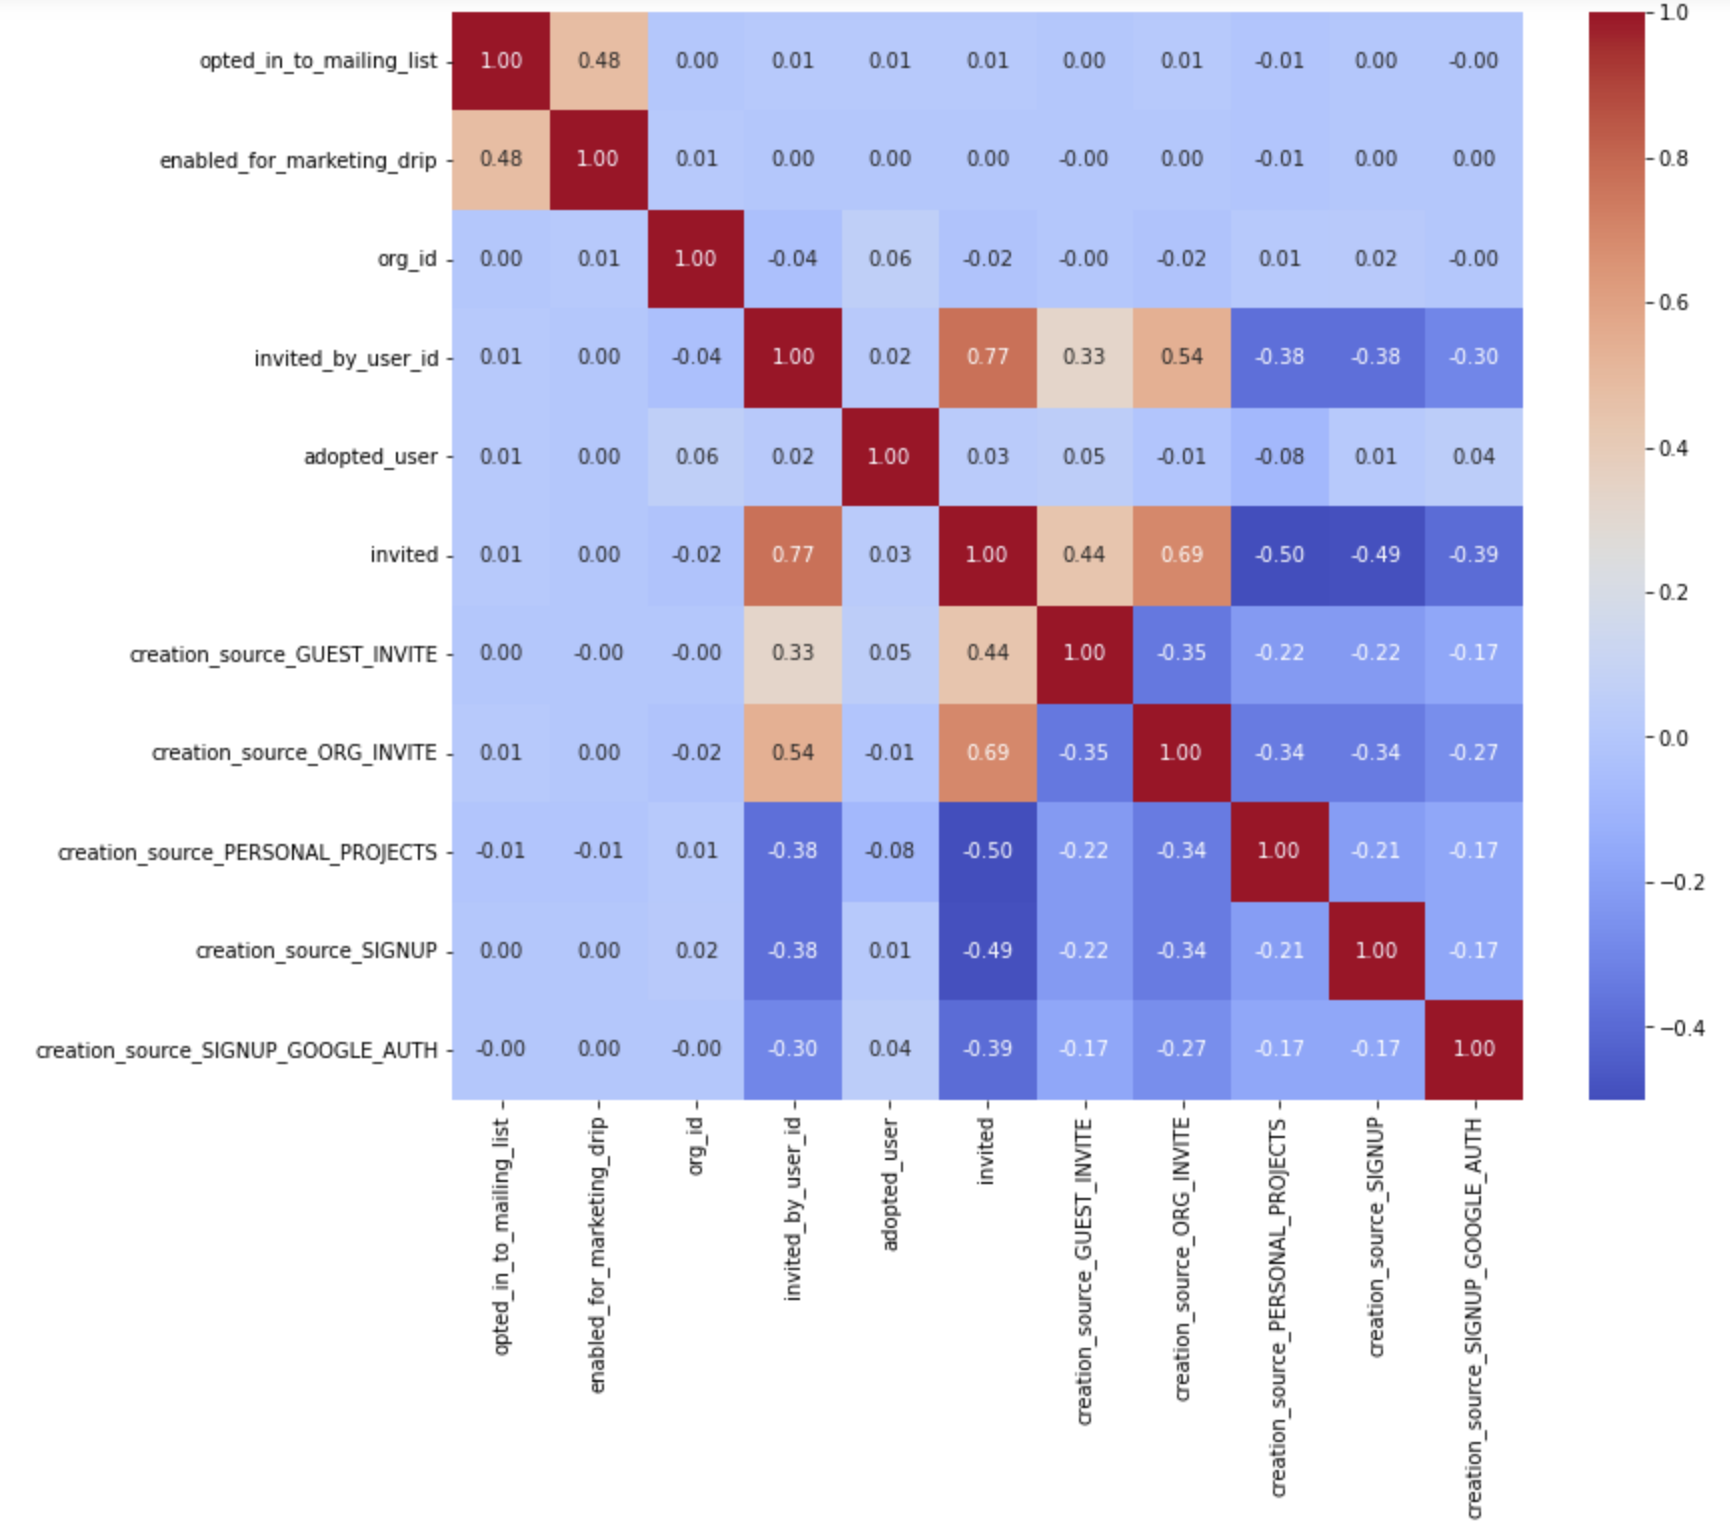 opted_in_to_mailing_list 1.00 0.48 0.00 0.01 0.01 0.01 0.00 0.01 -0.01 0.00 -0.00
enabled_for_marketing_drip 0.48 1.00 0.01 0.00 0.00 0.00 -0.00 0.00 -0.01 0.00 0.00
org_id 0.00 0.01 1.00 -0.04 0.06 -0.02 -0.00 -0.02 0.01 0.02 -0.00
invited_by_user_id 0.01 0.00 -0.04 1.00 0.02 0.77 0.33 0.54 -0.38 -0.38 -0.30
adopted_user 0.01 0.00 0.06 0.02 1.00 0.03 0.05 -0.01 -0.08 0.01 0.04
invited 0.01 0.00 -0.02 0.77 0.03 1.00 0.44 0.69 -0.50 -0.49 -0.39
creation_source_GUEST_INVITE 0.00 -0.00 -0.00 0.33 0.05 0.44 1.00 -0.35 -0.22 -0.22 -0.17
creation_source_ORG_INVITE 0.01 0.00 -0.02 0.54 -0.01 0.69 -0.35 1.00 -0.34 -0.34 -0.27
creation_source_PERSONAL_PROJECTS -0.01 -0.01 0.01 -0.38 -0.08 -0.50 -0.22 -0.34 1.00 -0.21 -0.17
creation_source_SIGNUP 0.00 0.00 0.02 -0.38 0.01 -0.49 -0.22 -0.34 -0.21 1.00 -0.17
creation_source_SIGNUP_GOOGLE_AUTH -0.00 0.00 -0.00 -0.30 0.04 -0.39 -0.17 -0.27 -0.17 -0.17 1.00
opted_in_to_mailing_list
enabled_for_marketing_drip
org_id
invited_by_user_id
adopted_user
invited
creation_source_GUEST_INVITE
creation_source_ORG_INVITE
creation_source_PERSONAL_PROJECTS
creation_source_SIGNUP
creation_source_SIGNUP_GOOGLE_AUTH
1.0
0.8
0.6
0.4
0.2
0.0
−0.2
−0.4